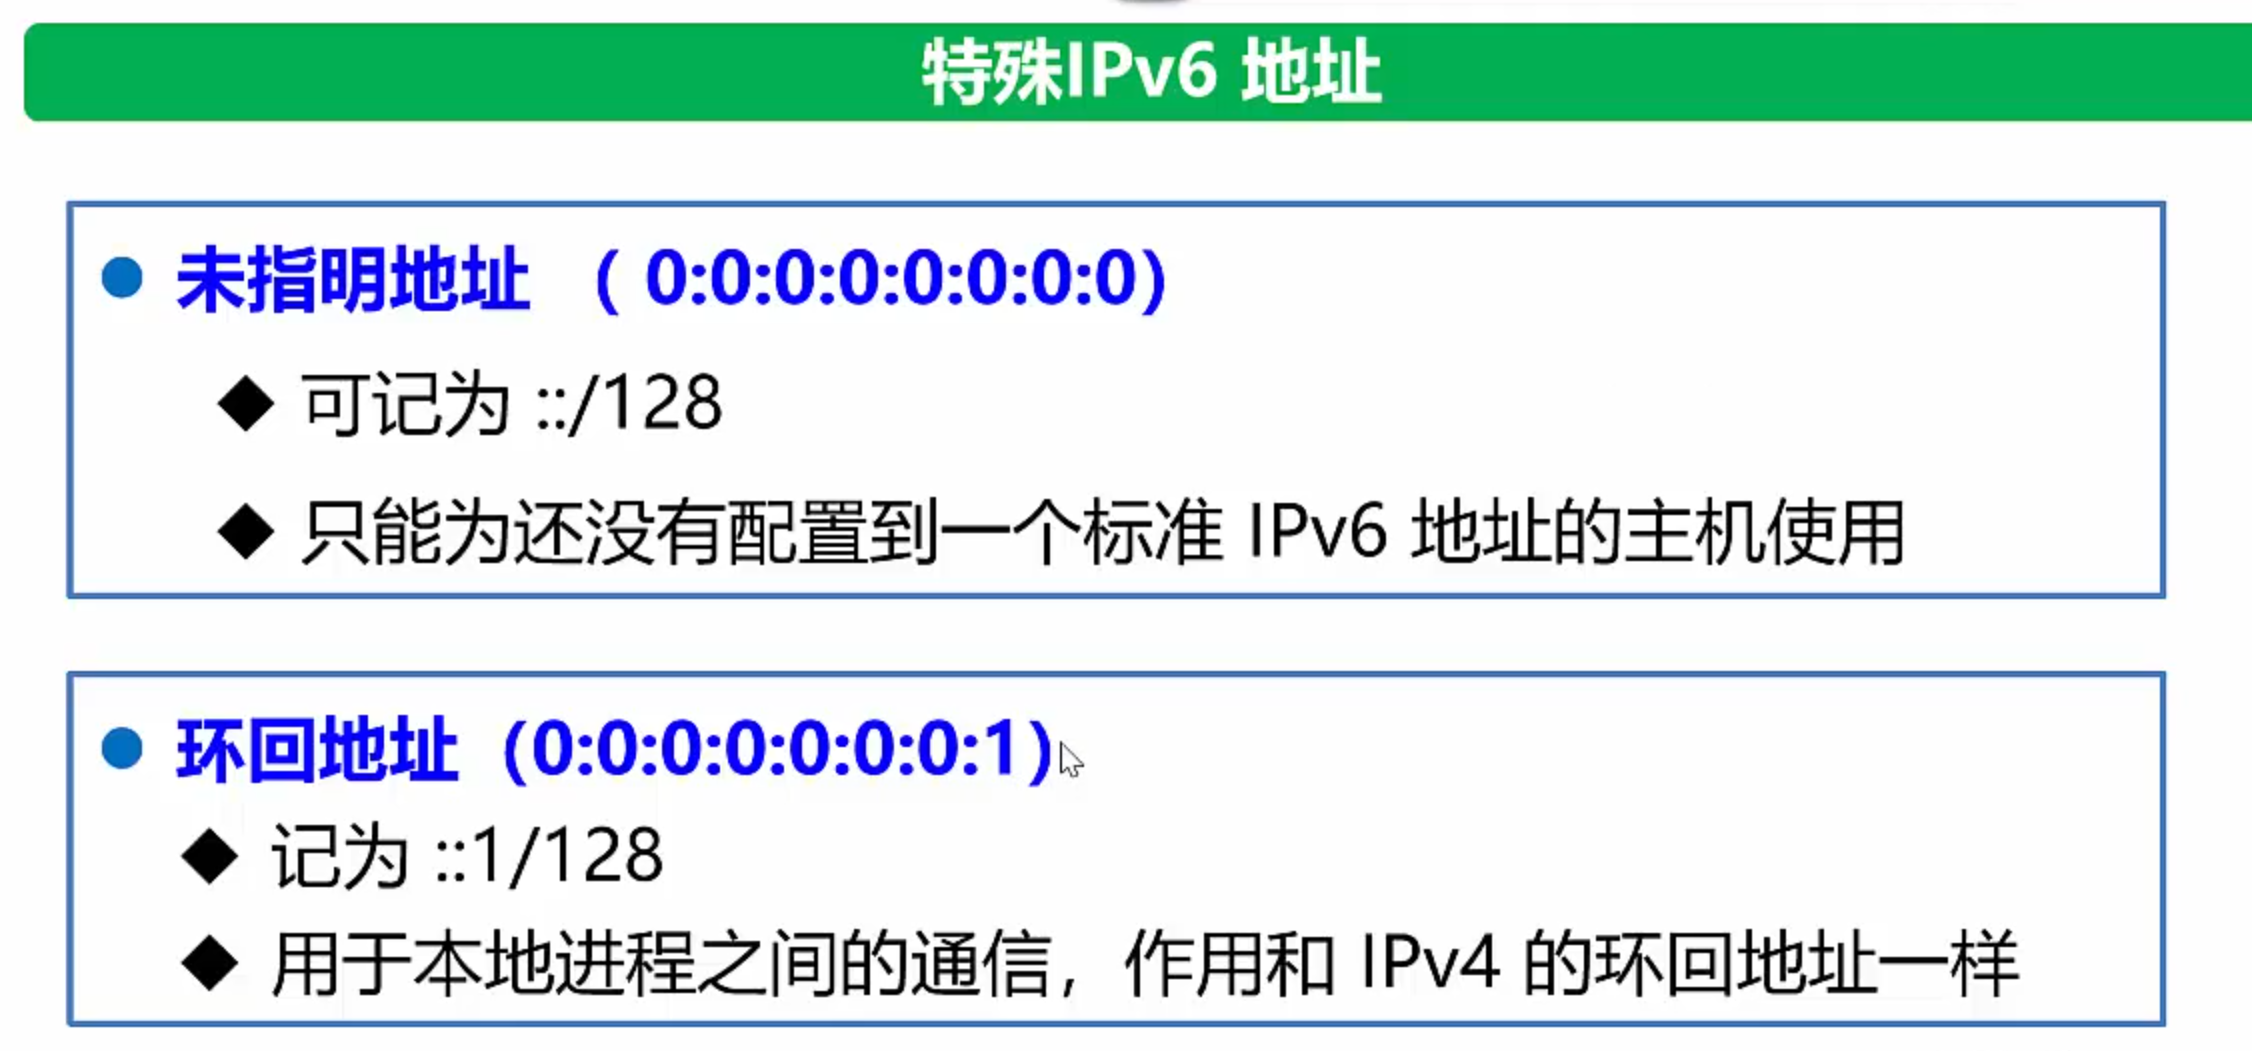 特殊IPv6 地址
未指明地址 （ 0:0:0:0:0:0:0:0）
可记为 ::/128
只能为还没有配置到一个标准 IPv6 地址的主机使用
环回地址（0:0:0:0:0:0:0:1）
记为 ::1/128
用于本地进程之间的通信，作用和 IPv4 的环回地址一样